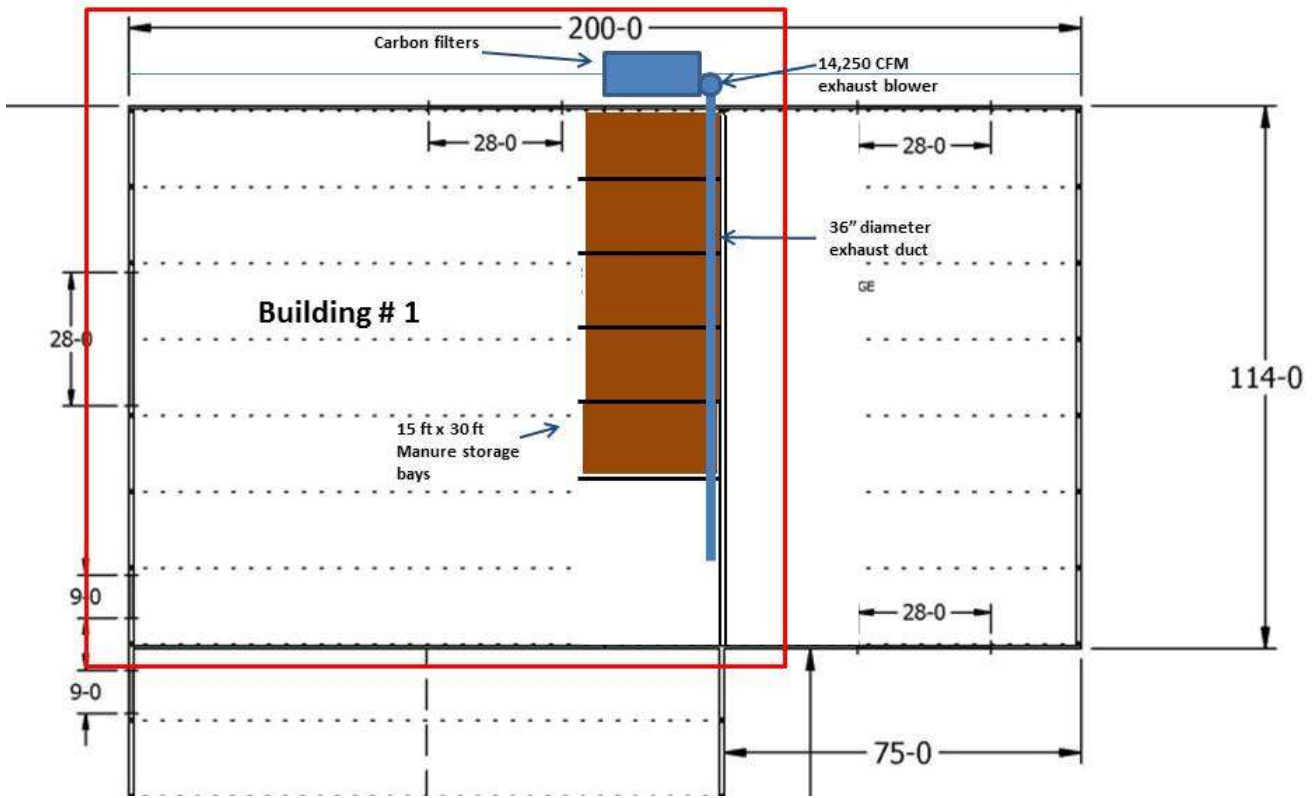 200-0
Carbon filters
14,250 CFM
exhaust blower
28-0
28-0
36” diameter
exhaust duct
GE
Building # 1
28-0
114-0
15 ft x 30 ft
Manure storage
bays
9-0
28-0
9-0
75-0